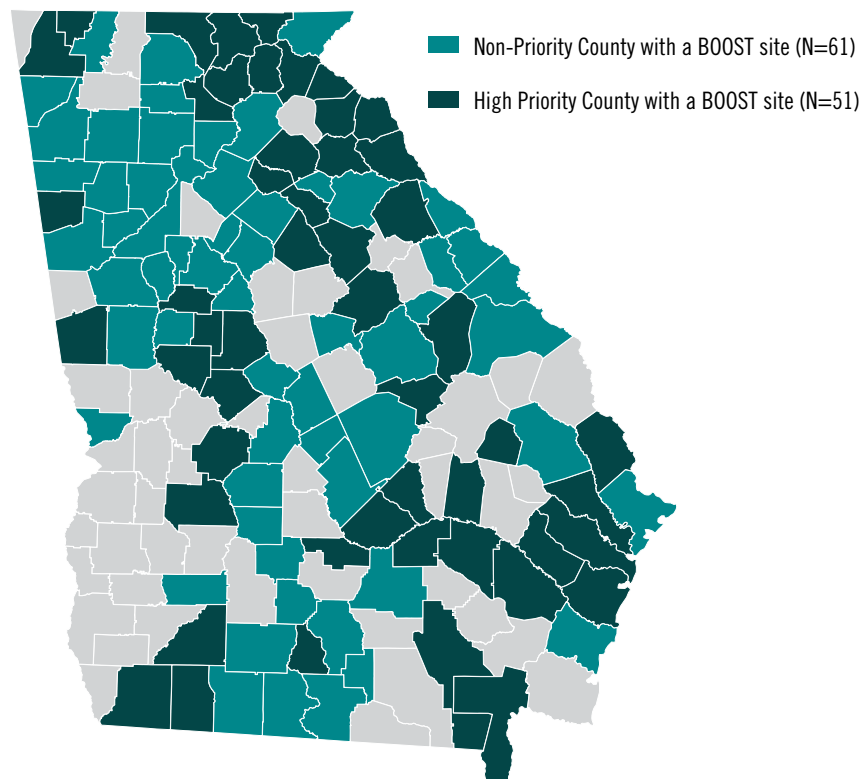 Non-Priority County with a BOOST site (N=61)
High Priority County with a BOOST site (N=51)